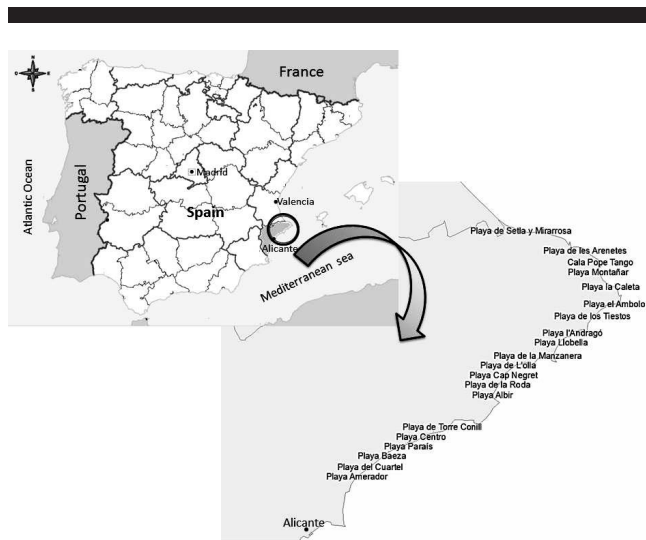 France
Atlantic Ocean
Portugal
Madrid
Valencia
Spain
Alicante
Mediterranean sea
Playa de Setla y Mirarrosa
Playa de les Arenetes
Cala Pope Tango
Playa Montañar
Playa la Caleta
Playa el Ambolo
Playa de los Tiestos
Playa l'Andragó
Playa Llobella
Playa de la Manzanera
Playa de L'olla
Playa Cap Negret
Playa de la Roda
Playa Albir
Playa de Torre Conill
Playa Centro
Playa Paraís
Playa Baeza
Playa del Cuartel
Playa Amerador
Alicante